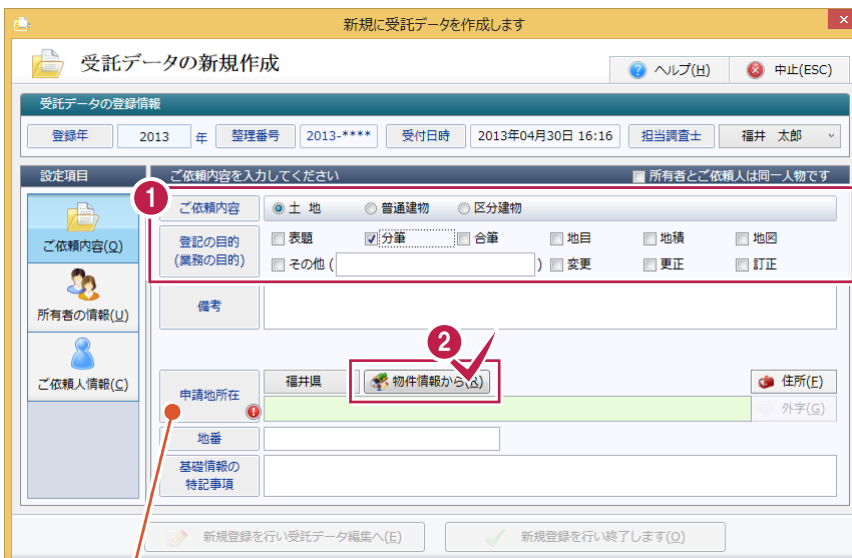 新規に受託データを作成します
受託データの新規作成
ヘルプ(H)
中止(ESC)
受託データの登録情報
登録年 2013 年 整理番号 2013-**** 受付日時 2013年04月30日 16:16 担当調査士 福井 太郎
設定項目
ご依頼内容を入力してください
所有者とご依頼人は同一人物です
1
ご依頼内容(Q)
所有者の情報(U)
ご依頼人情報(C)
ご依頼内容 土 地 普通建物 区分建物
登記の目的
(業務の目的)
表題 分筆 合筆 地目 地積 地図
その他 ( ) 変更 更正 訂正
備考
2
申請地所在
福井県 物件情報から(R) 住所(F)
外字(G)
地番
基礎情報の
特記事項
新規登録を行い受託データ編集へ(E)
新規登録を行い終了します(O)